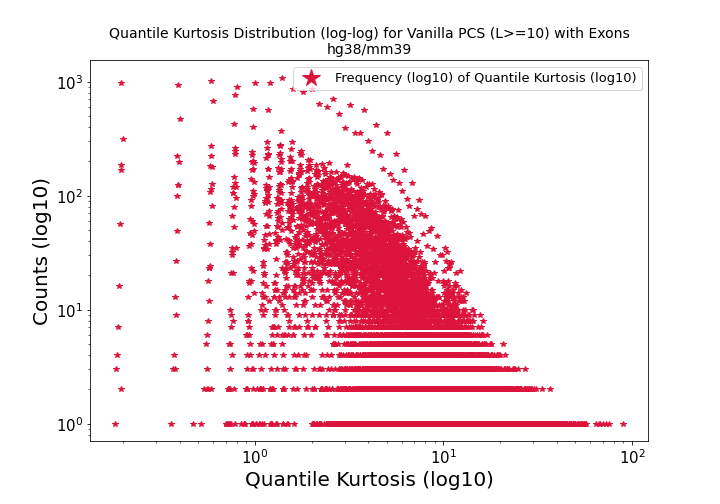 Quantile Kurtosis Distribution (log-log) for Vanilla PCS (L>=10) with Exons
hg38/mm39
Frequency (log10) of Quantile Kurtosis (log10)
Counts (log10)
10³
10²
10¹
10⁰
10⁰ 10¹ 10²
Quantile Kurtosis (log10)